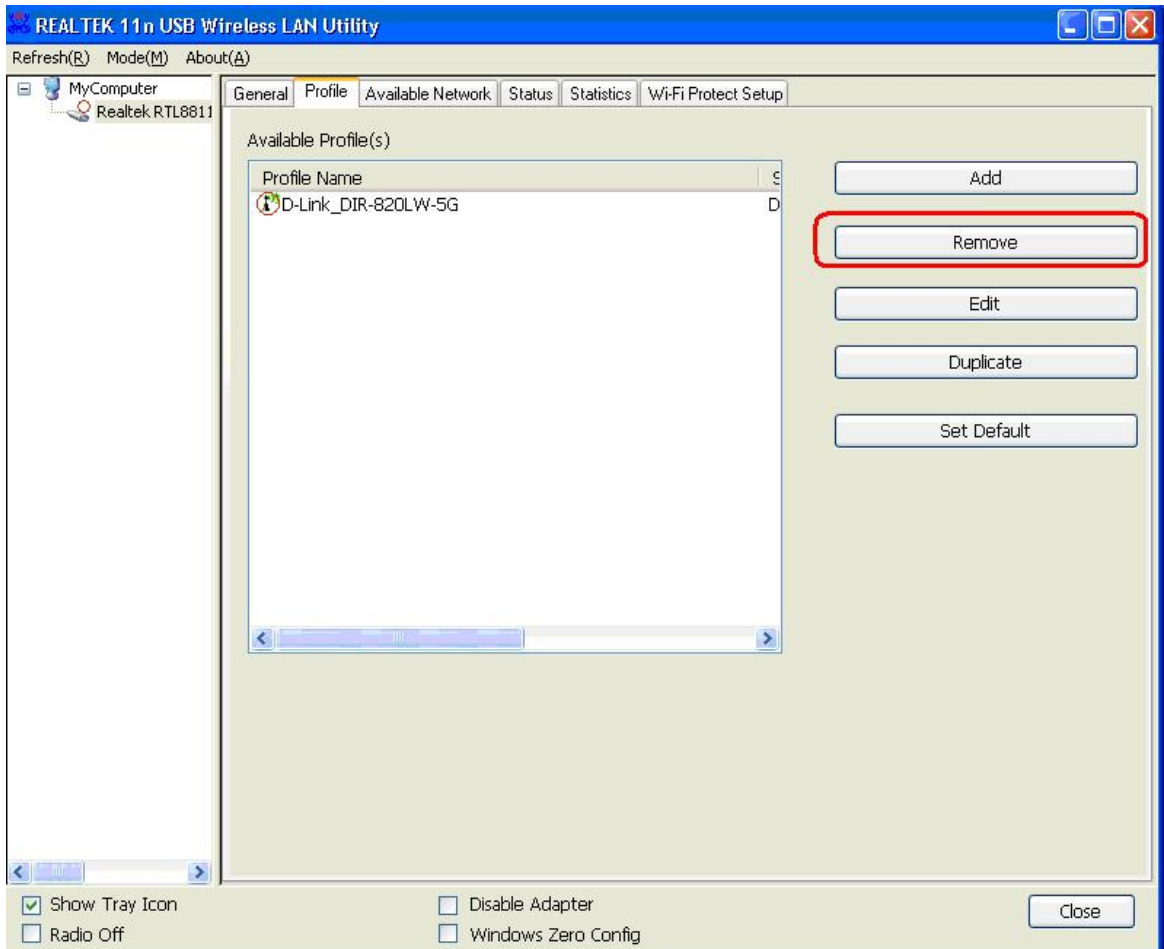 REALTEK 11n USB Wireless LAN Utility
Refresh(R) Mode(M) About(A)
MyComputer
Realtek RTL8811
General Profile Available Network Status Statistics Wi-Fi Protect Setup
Available Profile(s)
Profile Name S
D-Link_DIR-820LW-5G D
Add
Remove
Edit
Duplicate
Set Default
Show Tray Icon
Radio Off
Disable Adapter
Windows Zero Config
Close